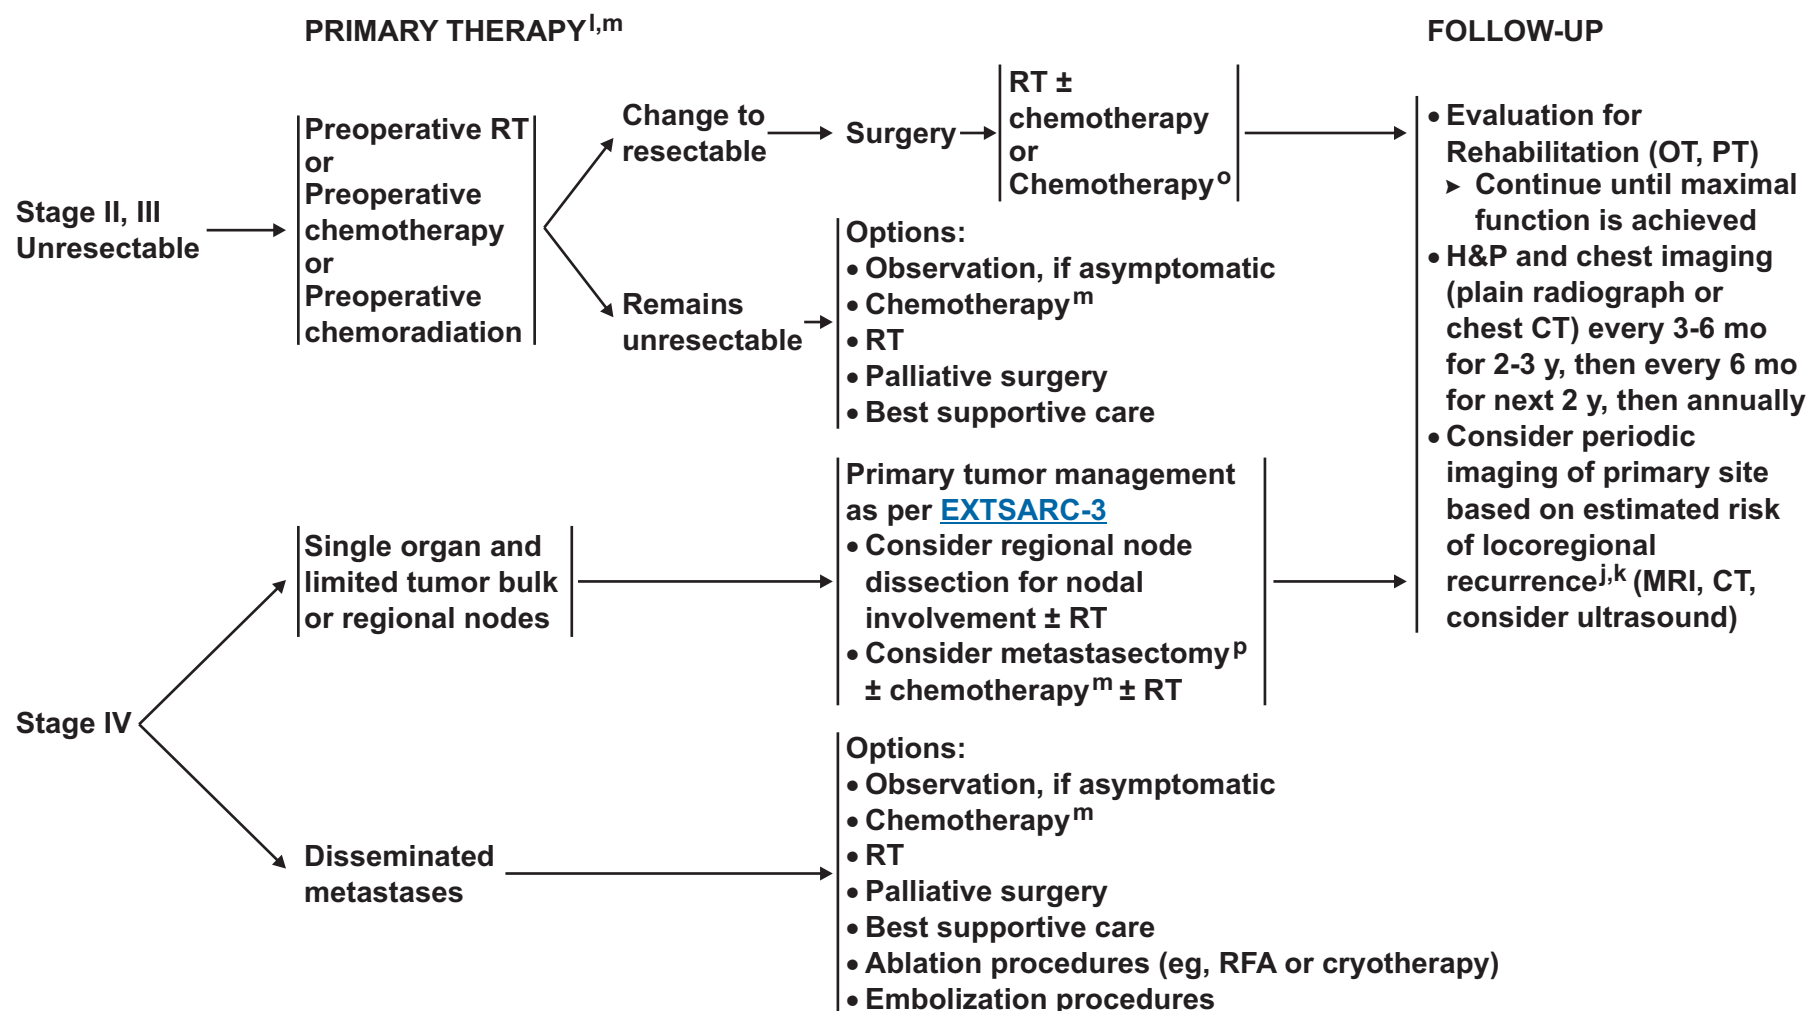 PRIMARY THERAPY l,m
FOLLOW-UP
Stage II, III
Unresectable
Preoperative RT
or
Preoperative
chemotherapy
or
Preoperative
chemoradiation
Change to
resectable
Surgery
RT ±
chemotherapy
or
Chemotherapy o
Remains
unresectable
Options:
• Observation, if asymptomatic
• Chemotherapy m
• RT
• Palliative surgery
• Best supportive care
Stage IV
Single organ and
limited tumor bulk
or regional nodes
Primary tumor management
as per EXTSARC-3
• Consider regional node
dissection for nodal
involvement ± RT
• Consider metastasectomy p
± chemotherapy m ± RT
Disseminated
metastases
Options:
• Observation, if asymptomatic
• Chemotherapy m
• RT
• Palliative surgery
• Best supportive care
• Ablation procedures (eg, RFA or cryotherapy)
• Embolization procedures
• Evaluation for
Rehabilitation (OT, PT)
➤ Continue until maximal
function is achieved
• H&P and chest imaging
(plain radiograph or
chest CT) every 3-6 mo
for 2-3 y, then every 6 mo
for next 2 y, then annually
• Consider periodic
imaging of primary site
based on estimated risk
of locoregional
recurrence j,k (MRI, CT,
consider ultrasound)